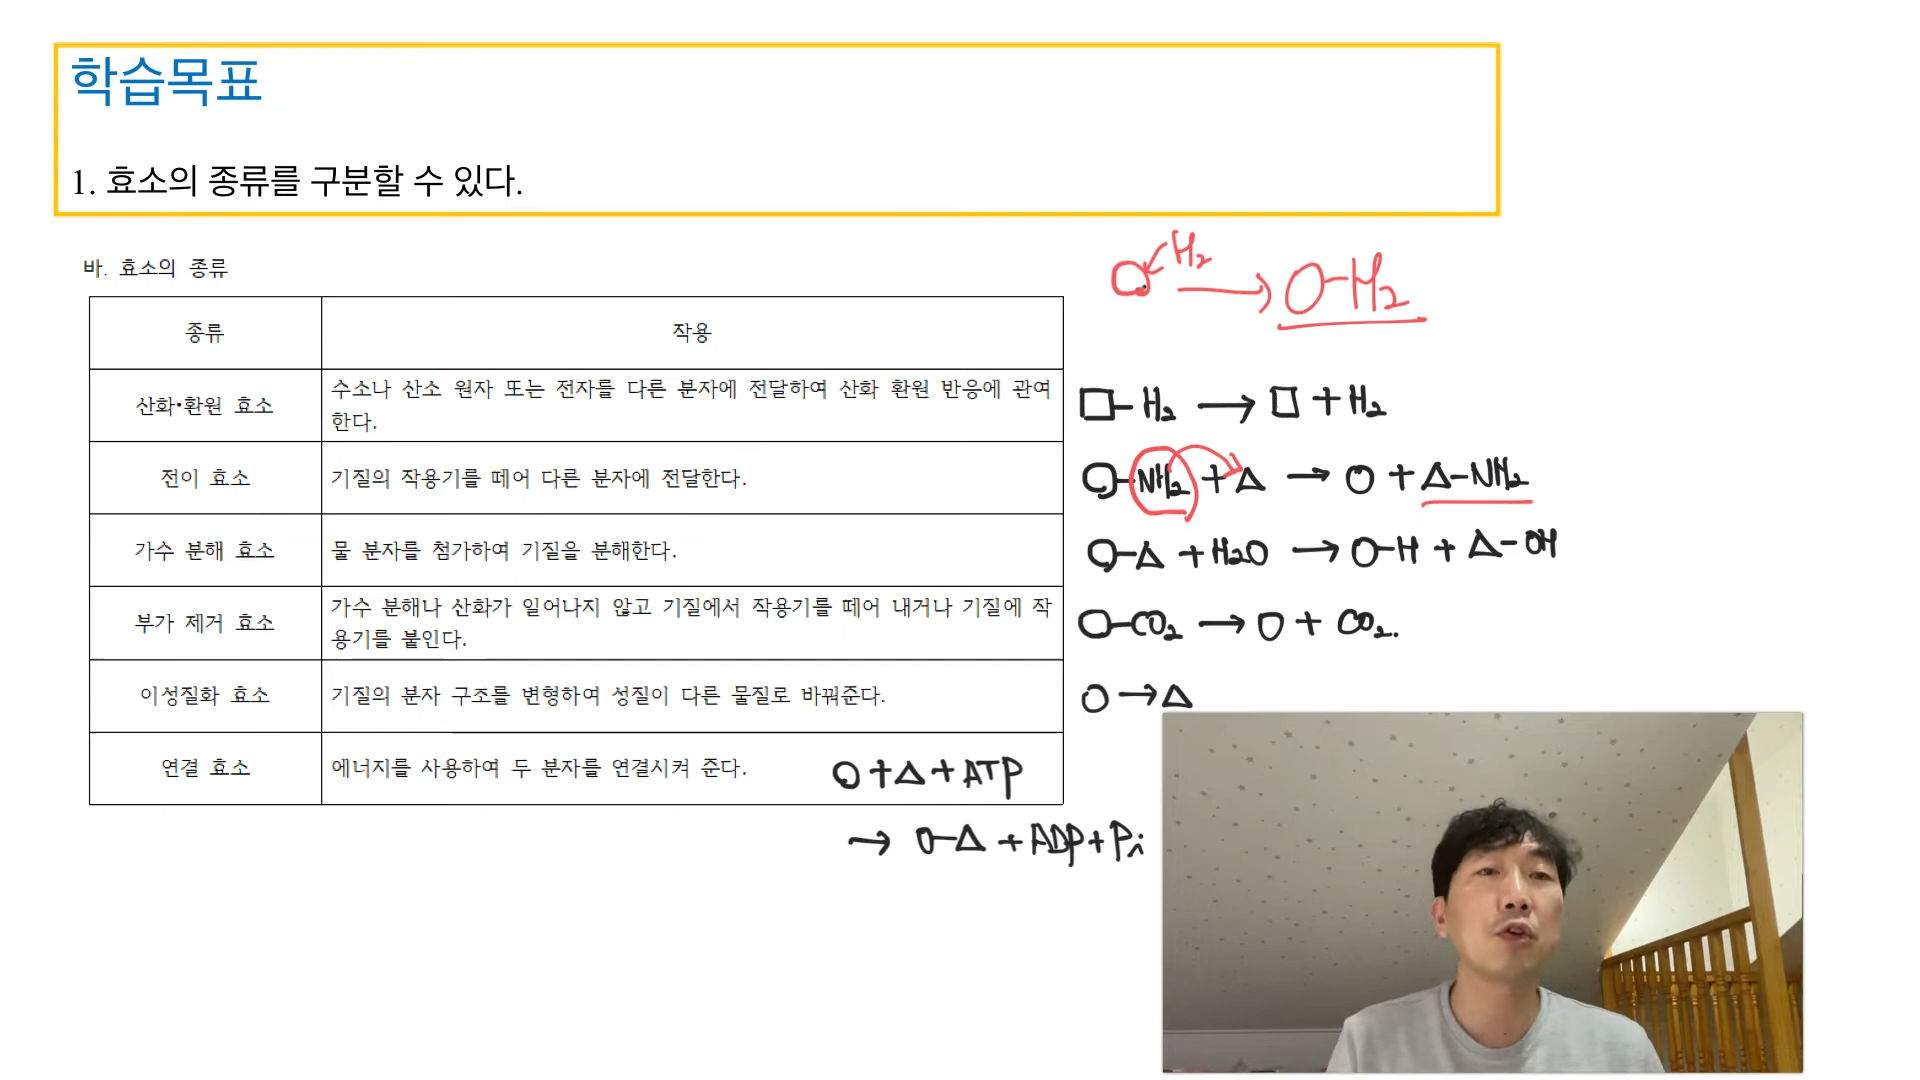 학습목표
1. 효소의 종류를 구분할 수 있다.
바. 효소의 종류
H₂
O → O-H₂
종류 작용
산화·환원 효소 수소나 산소 원자 또는 전자를 다른 분자에 전달하여 산화 환원 반응에 관여
한다.
□-H₂ → □ + H₂
전이 효소 기질의 작용기를 떼어 다른 분자에 전달한다.
O-NH₂ + △ → O + △-NH₂
가수 분해 효소 물 분자를 첨가하여 기질을 분해한다.
O-△ + H₂O → O-H + △-OH
부가 제거 효소 가수 분해나 산화가 일어나지 않고 기질에서 작용기를 떼어 내거나 기질에 작
용기를 붙인다.
O-CO₂ → O + CO₂.
이성질화 효소 기질의 분자 구조를 변형하여 성질이 다른 물질로 바꿔준다.
O → △
연결 효소 에너지를 사용하여 두 분자를 연결시켜 준다.
O + △ + ATP
→ O-△ + ADP + Pi